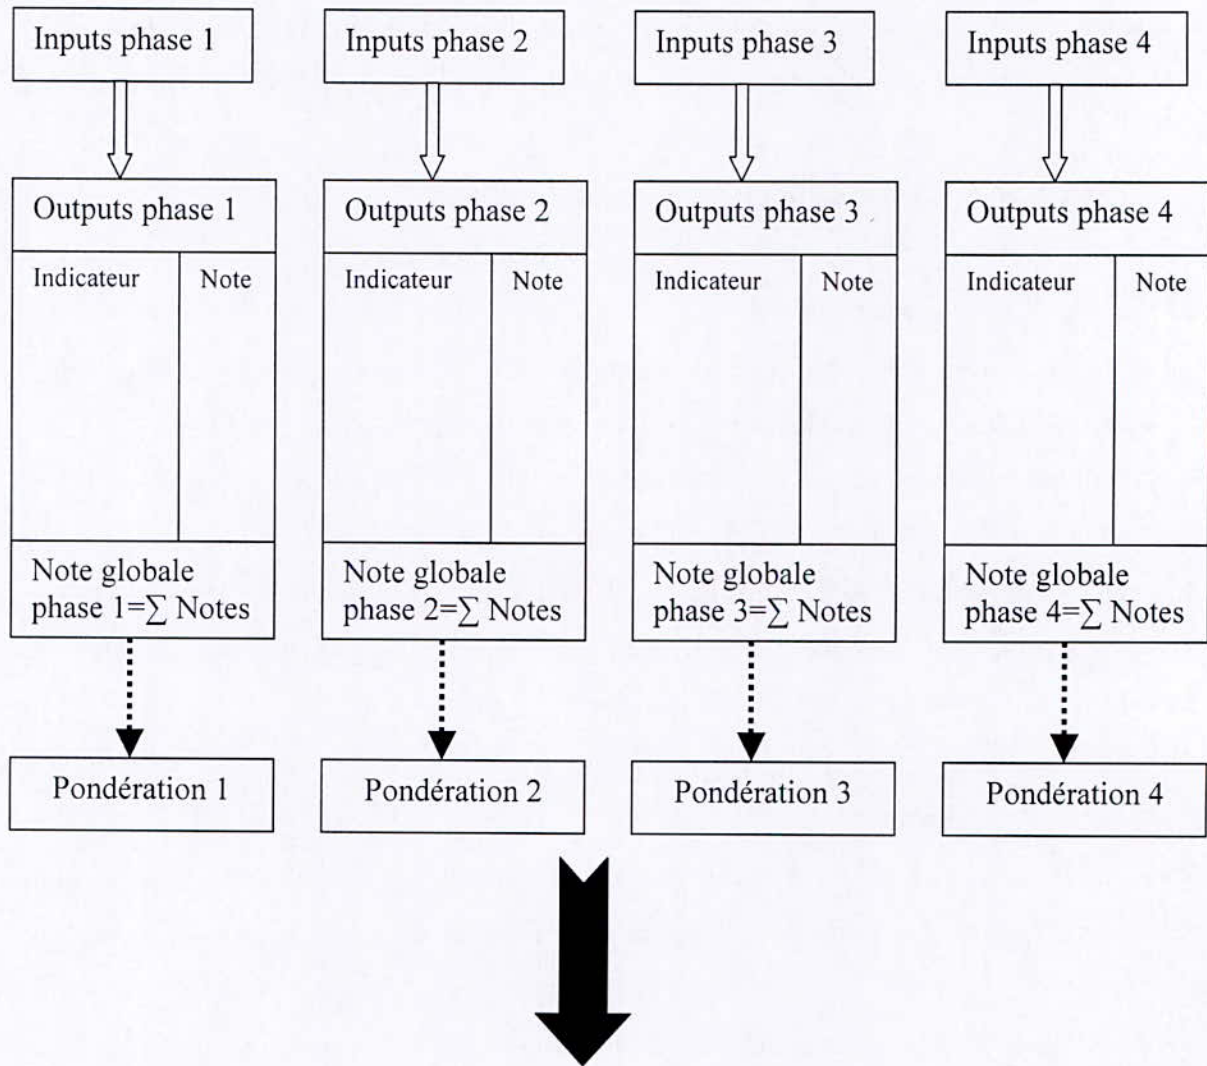 Inputs phase 1
Inputs phase 2
Inputs phase 3
Inputs phase 4
Outputs phase 1
Outputs phase 2
Outputs phase 3
Outputs phase 4
Indicateur Note
Indicateur Note
Indicateur Note
Indicateur Note
Note globale
phase 1=∑ Notes
Note globale
phase 2=∑ Notes
Note globale
phase 3=∑ Notes
Note globale
phase 4=∑ Notes
Pondération 1
Pondération 2
Pondération 3
Pondération 4